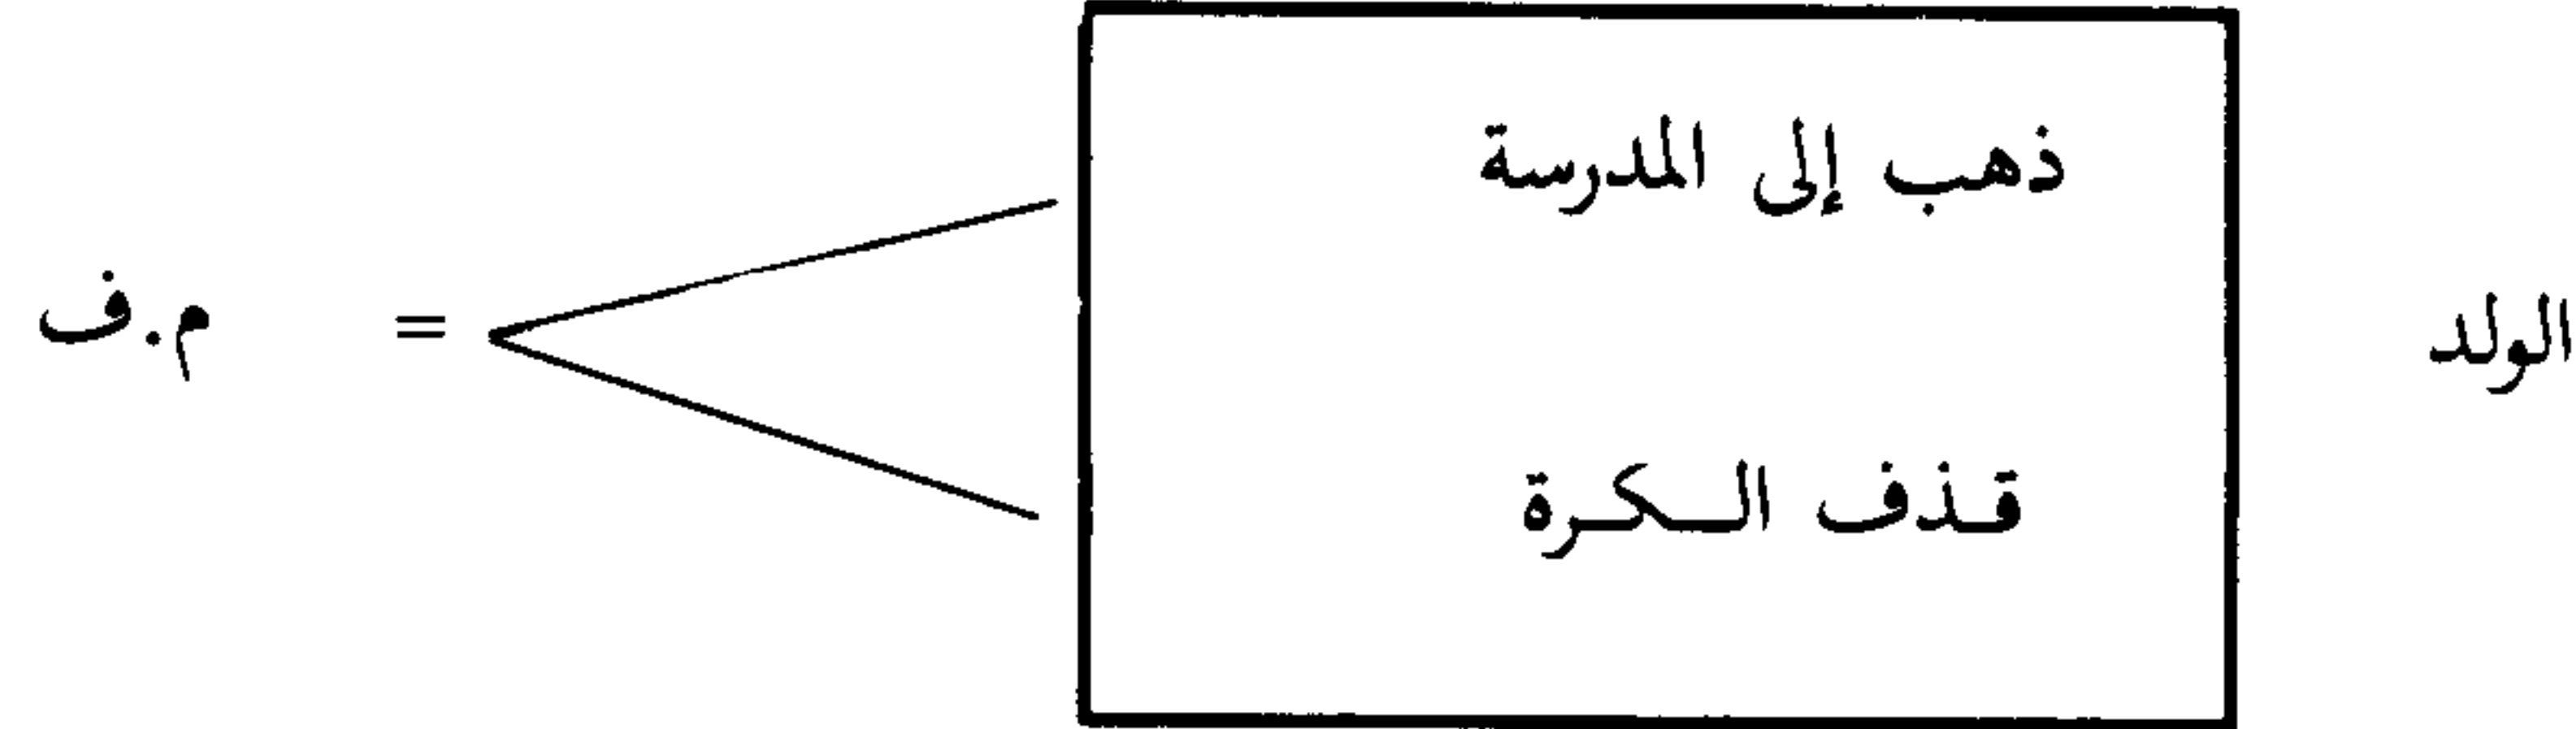 ذهب إلى المدرسة
الولد = م.ف
قذف الكرة